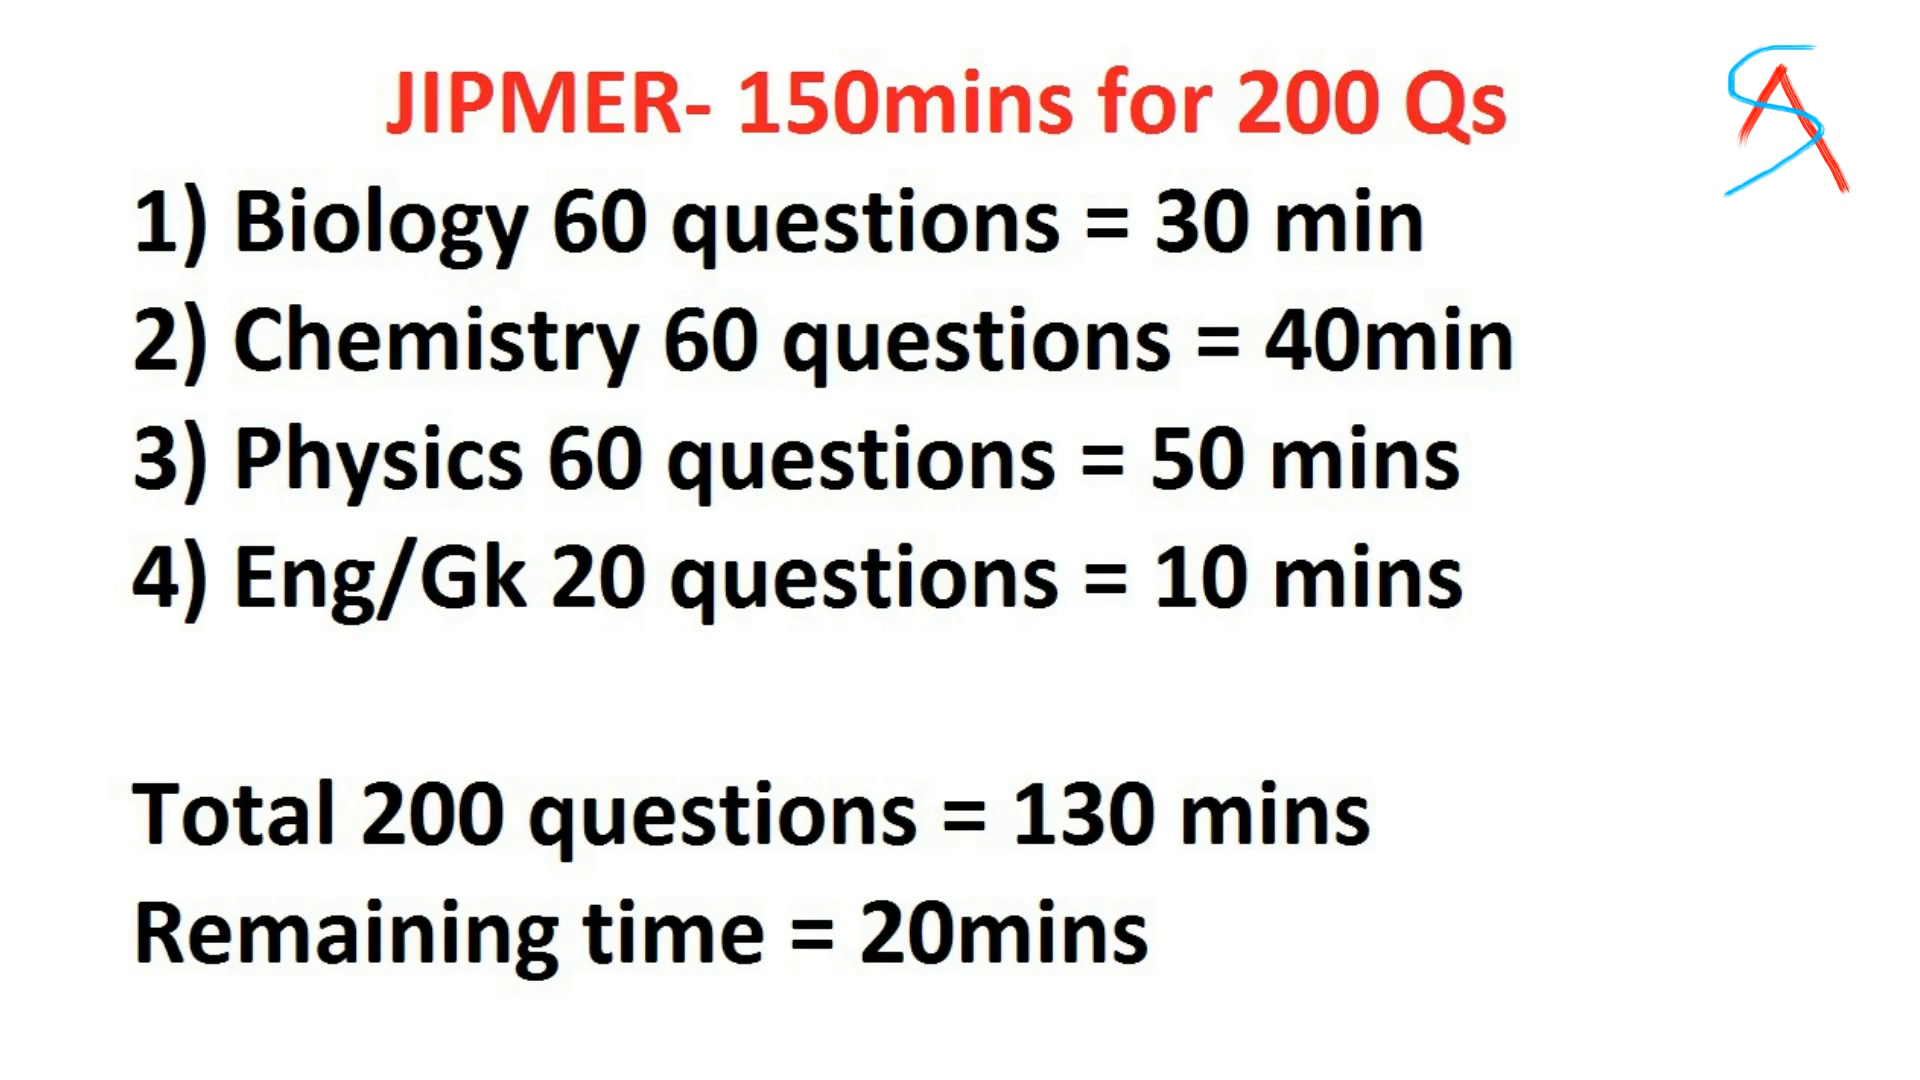 JIPMER- 150mins for 200 Qs
SA
1) Biology 60 questions = 30 min
2) Chemistry 60 questions = 40min
3) Physics 60 questions = 50 mins
4) Eng/Gk 20 questions = 10 mins
Total 200 questions = 130 mins
Remaining time = 20mins